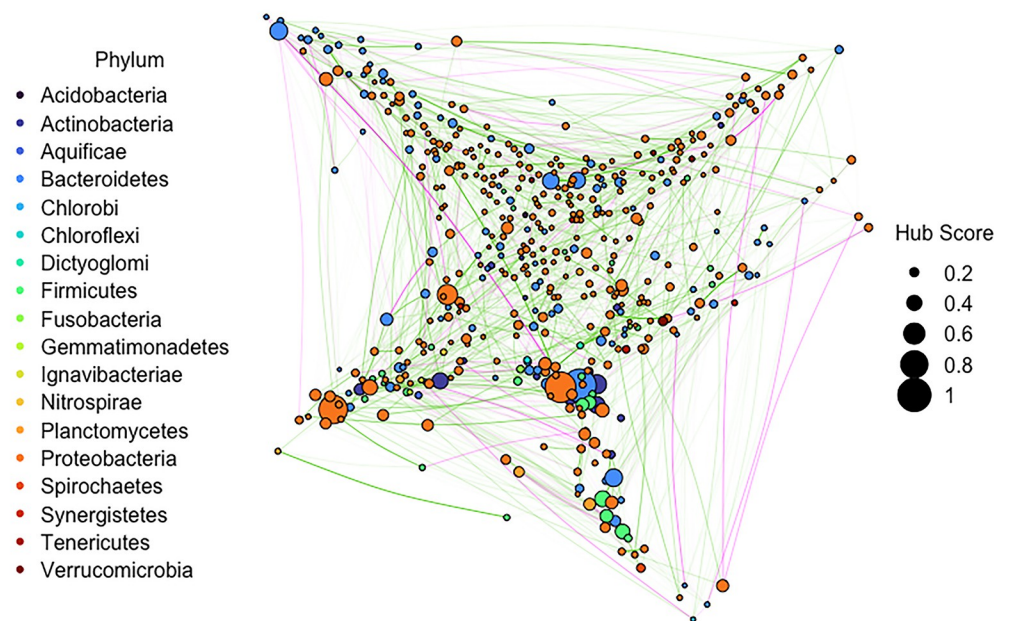 Phylum
Acidobacteria
Actinobacteria
Aquificae
Bacteroidetes
Chlorobi
Chloroflexi
Dictyoglomi
Firmicutes
Fusobacteria
Gemmatimonadetes
Ignavibacteriae
Nitrospirae
Planctomycetes
Proteobacteria
Spirochaetes
Synergistetes
Tenericutes
Verrucomicrobia
Hub Score
0.2
0.4
0.6
0.8
1